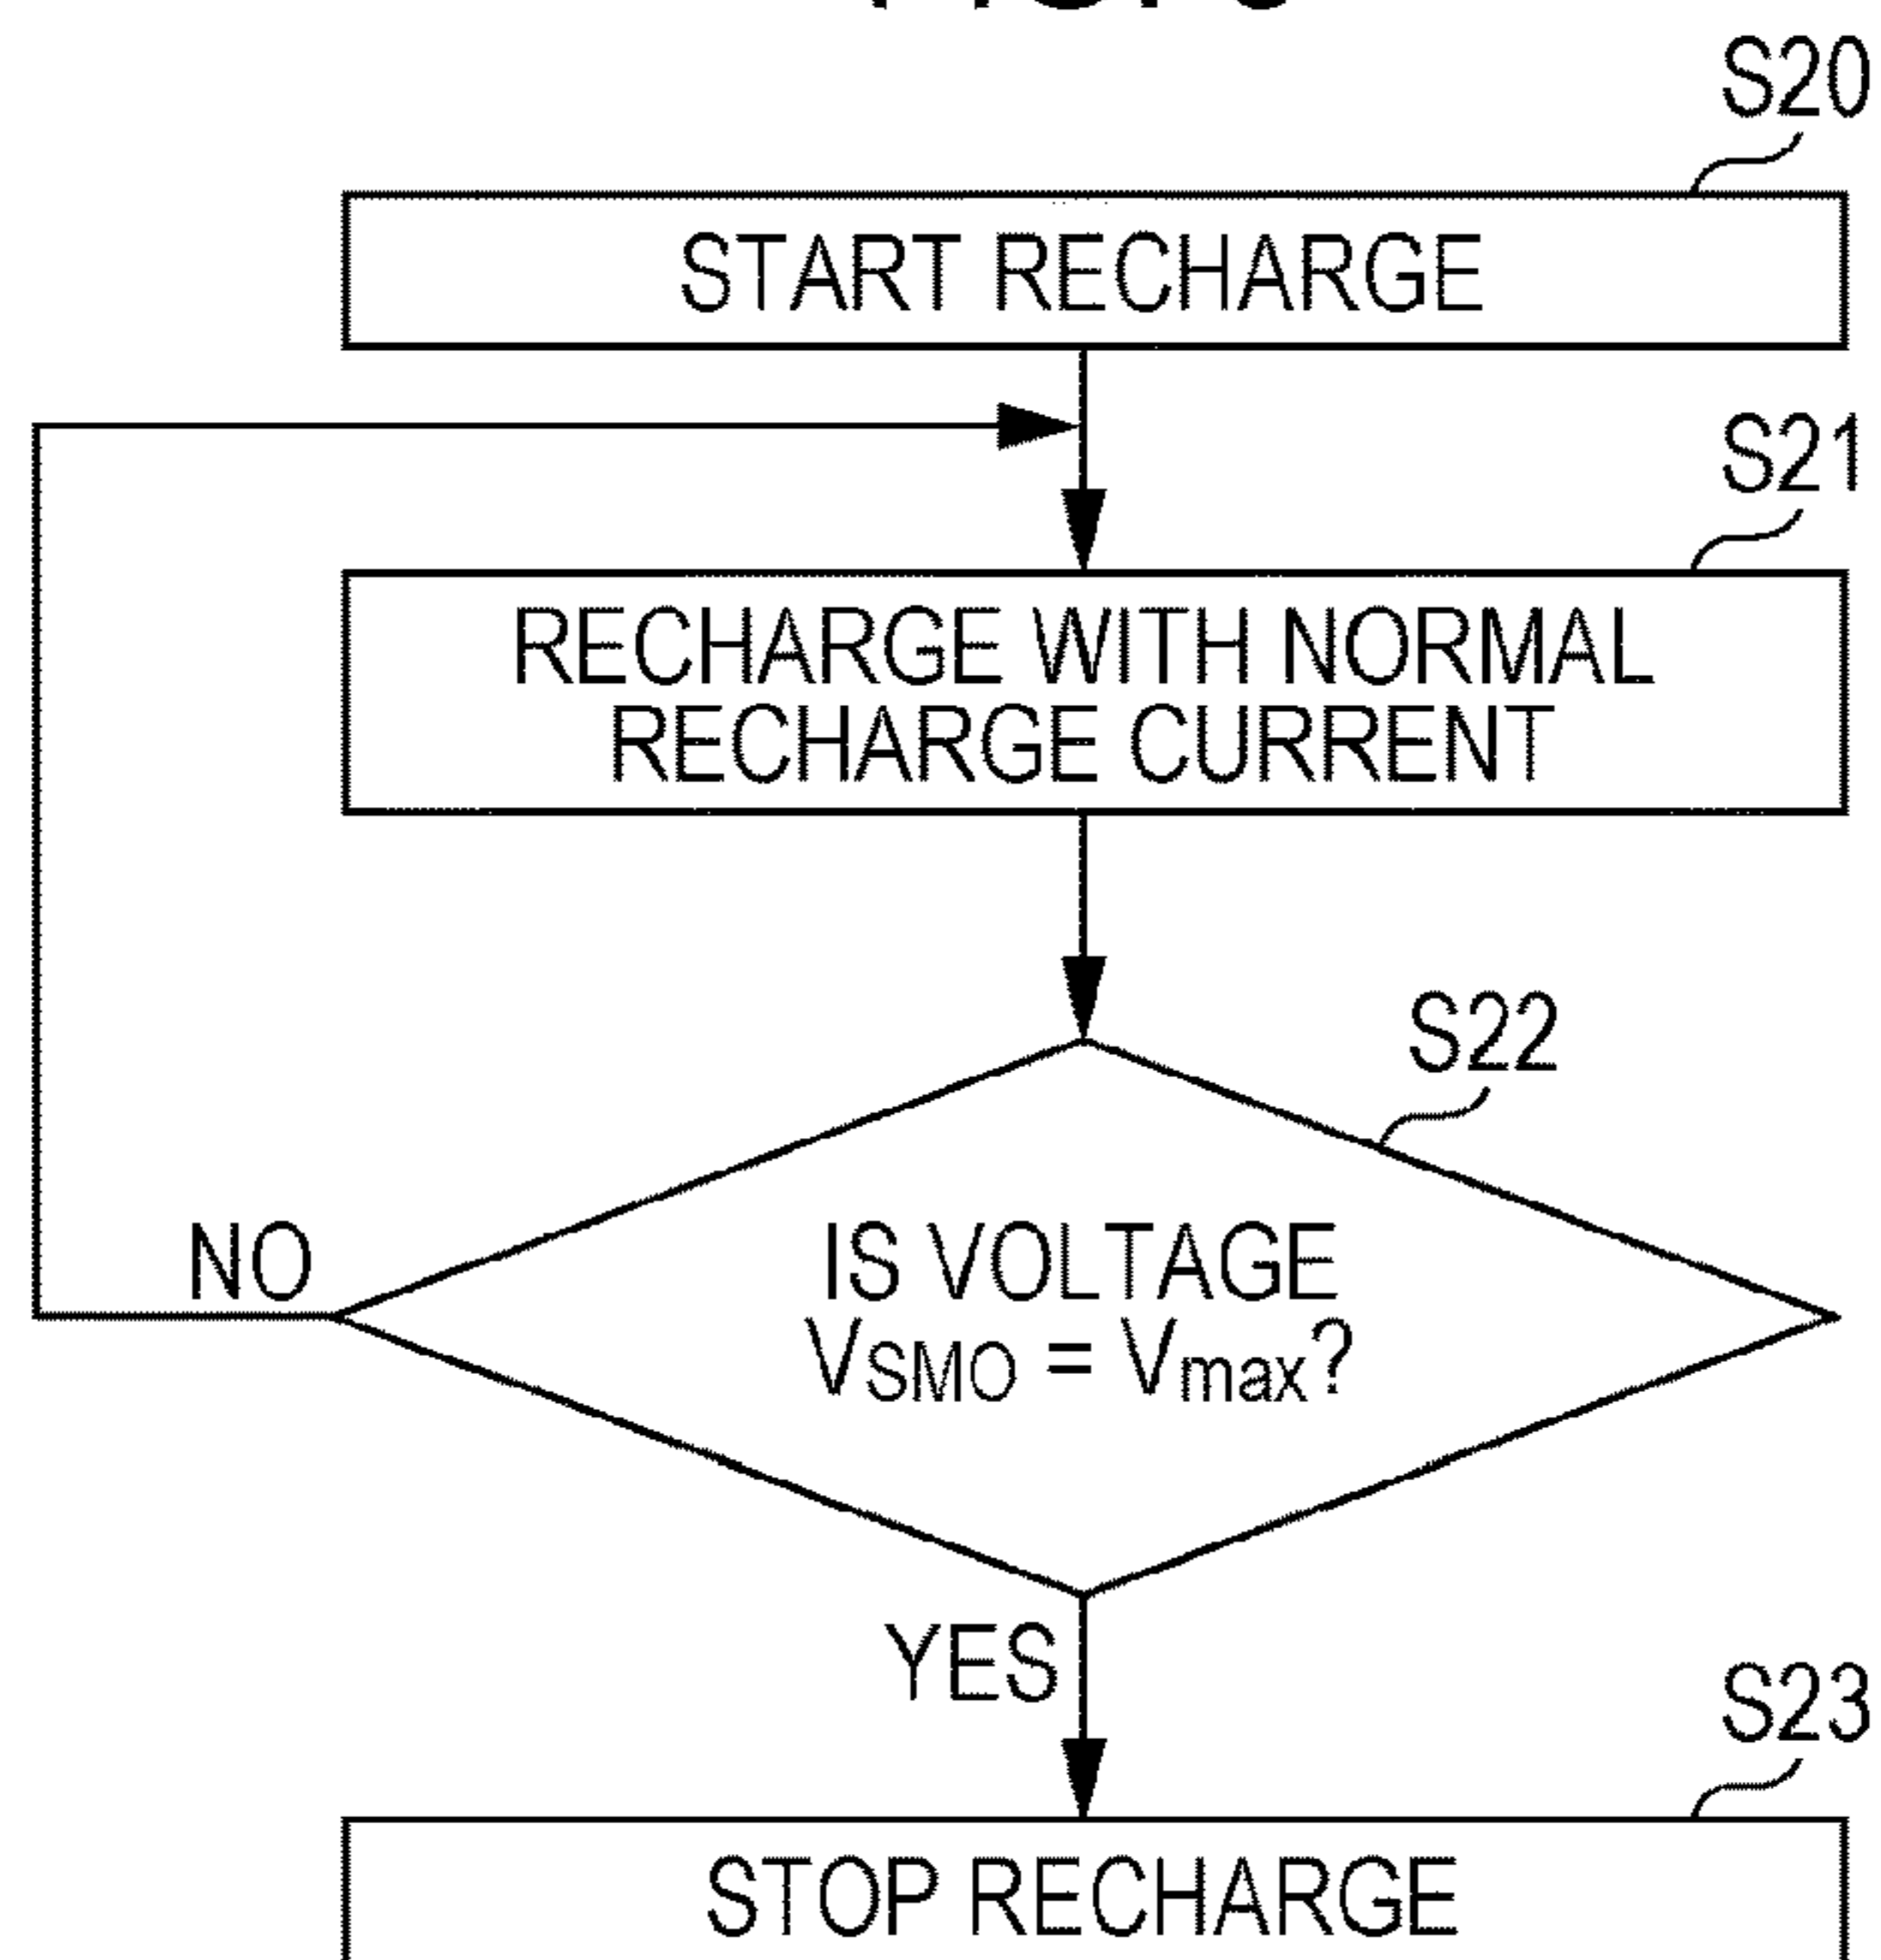 S20
START RECHARGE
S21
RECHARGE WITH NORMAL
RECHARGE CURRENT
S22
NO
IS VOLTAGE
VSMO = Vmax?
YES
S23
STOP RECHARGE